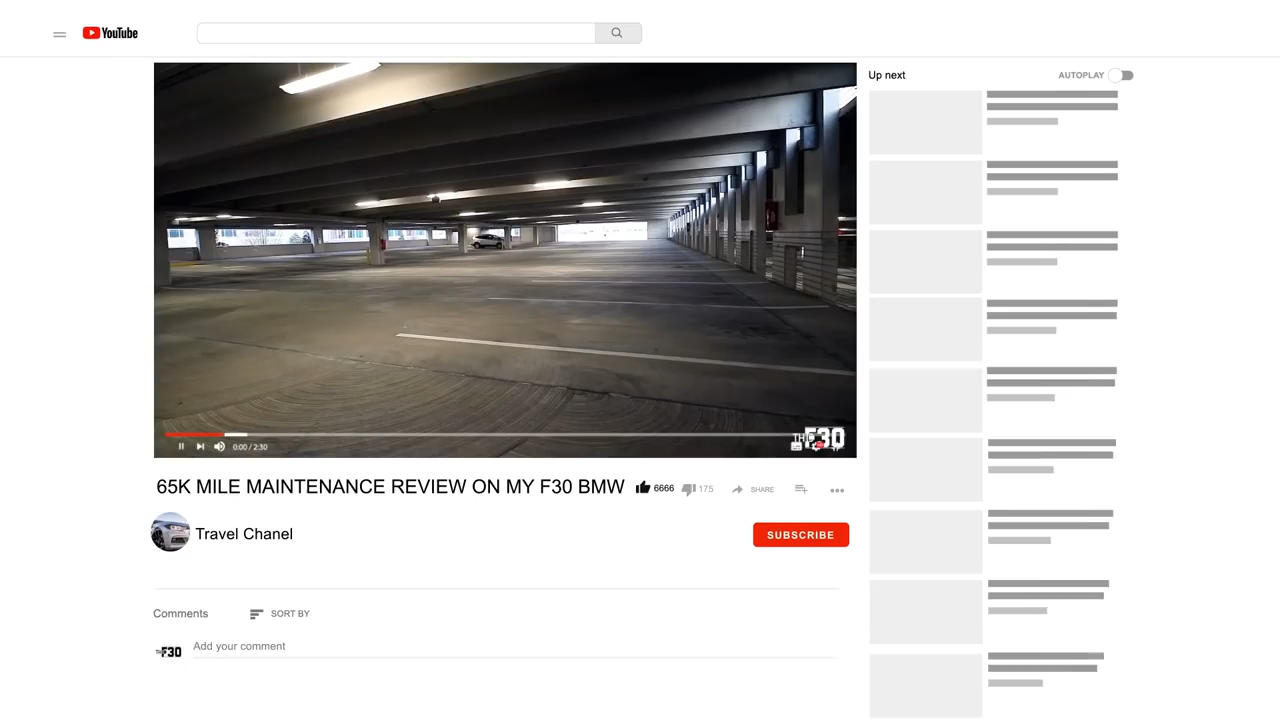 YouTube
Up next
AUTOPLAY
0:00 / 2:30
F30
65K MILE MAINTENANCE REVIEW ON MY F30 BMW
6666
175
SHARE
Travel Chanel
SUBSCRIBE
Comments
SORT BY
F30
Add your comment